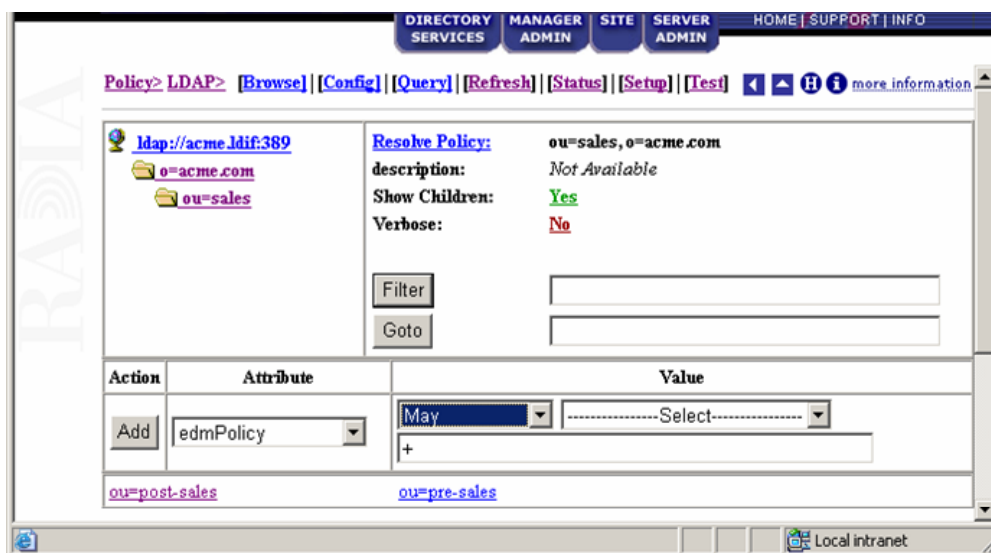 DIRECTORY SERVICES MANAGER ADMIN SITE SERVER ADMIN HOME | SUPPORT | INFO
Policy> LDAP> [Browse] | [Config] | [Query] | [Refresh] | [Status] | [Setup] | [Test] H i more information
RADIA
ldap://acme.ldif:389
o=acme.com
ou=sales
Resolve Policy: ou=sales, o=acme.com
description: Not Available
Show Children: Yes
Verbose: No
Filter
Goto
Action Attribute Value
Add edmPolicy May ----------------Select----------------
+
ou=post-sales ou=pre-sales
Local intranet